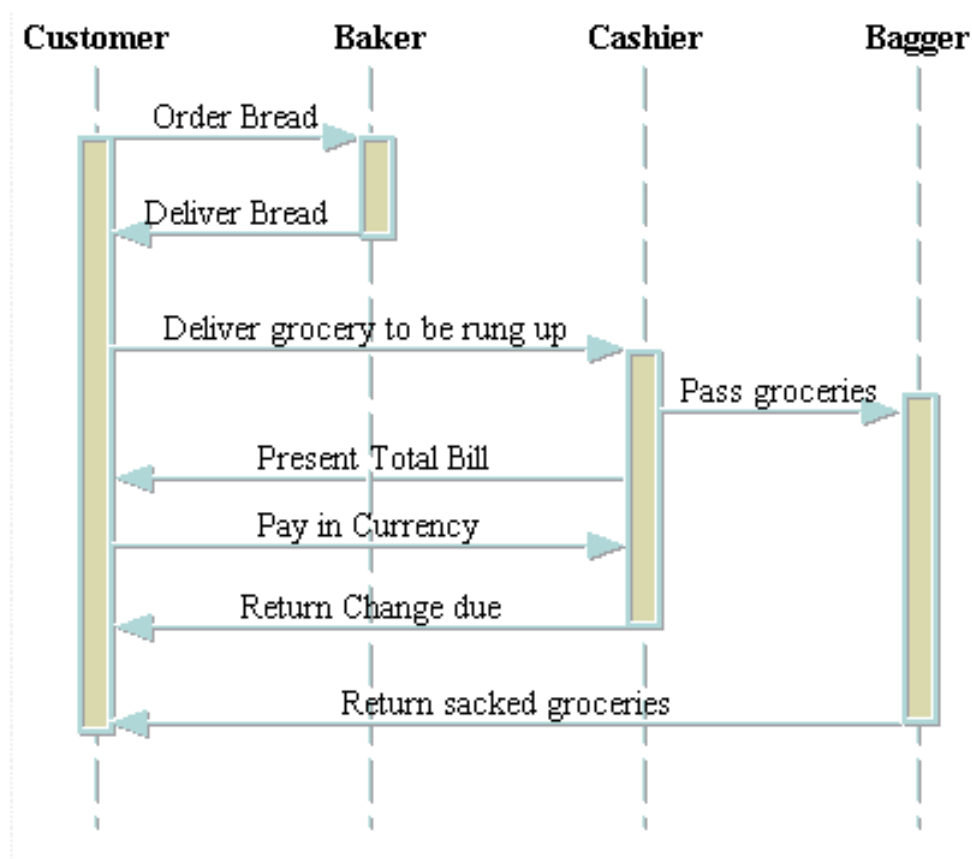 Customer Baker Cashier Bagger
Order Bread
Deliver Bread
Deliver grocery to be rung up
Pass groceries
Present Total Bill
Pay in Currency
Return Change due
Return sacked groceries